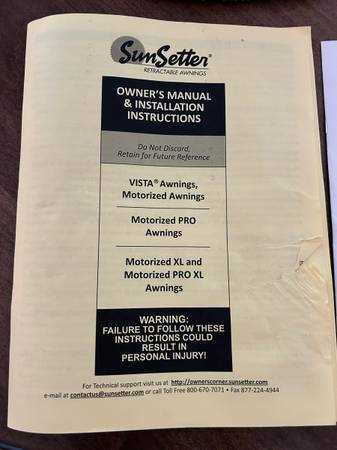 SunSetter®
RETRACTABLE AWNINGS
OWNER'S MANUAL
& INSTALLATION
INSTRUCTIONS
Do Not Discard,
Retain for Future Reference
VISTA® Awnings,
Motorized Awnings
Motorized PRO
Awnings
Motorized XL and
Motorized PRO XL
Awnings
WARNING:
FAILURE TO FOLLOW THESE
INSTRUCTIONS COULD
RESULT IN
PERSONAL INJURY!
For Technical support visit us at http://ownerscorner.sunsetter.com
e-mail at contactus@sunsetter.com or call Toll Free 800-670-7071 • Fax 877-224-4944